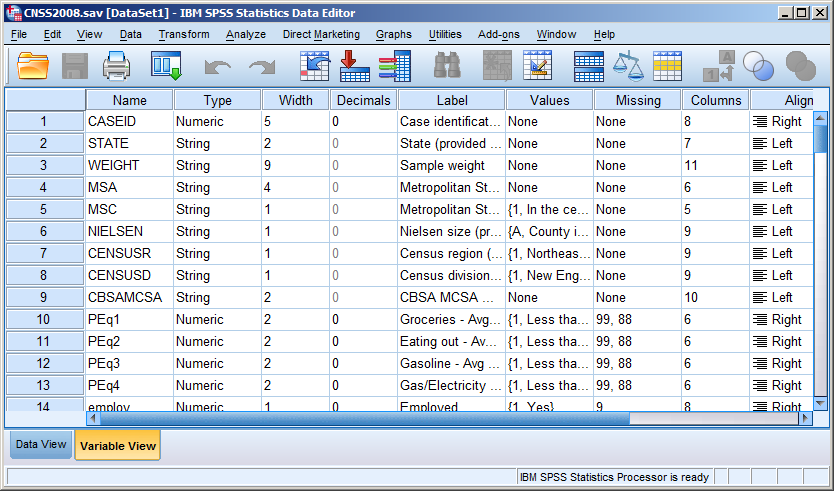 CNSS2008.sav [DataSet1] - IBM SPSS Statistics Data Editor
File Edit View Data Transform Analyze Direct Marketing Graphs Utilities Add-ons Window Help
Name Type Width Decimals Label Values Missing Columns Align
1 CASEID Numeric 5 0 Case identificat... None None 8 Right
2 STATE String 2 0 State (provided ... None None 7 Left
3 WEIGHT String 9 0 Sample weight None None 11 Left
4 MSA String 4 0 Metropolitan St... None None 6 Left
5 MSC String 1 0 Metropolitan St... {1, In the ce... None 5 Left
6 NIELSEN String 1 0 Nielsen size (pr... {A, County i... None 9 Left
7 CENSUSR String 1 0 Census region (... {1, Northeas... None 9 Left
8 CENSUSD String 1 0 Census division... {1, New Eng... None 9 Left
9 CBSAMCSA String 2 0 CBSA MCSA ... None None 10 Left
10 PEq1 Numeric 2 0 Groceries - Avg... {1, Less tha... 99, 88 6 Right
11 PEq2 Numeric 2 0 Eating out - Av... {1, Less tha... 99, 88 6 Right
12 PEq3 Numeric 2 0 Gasoline - Avg ... {1, Less tha... 99, 88 6 Right
13 PEq4 Numeric 2 0 Gas/Electricity ... {1, Less tha... 99, 88 6 Right
14 employ Numeric 1 0 Employed {1, Yes}... 9 8 Right
Data View Variable View
IBM SPSS Statistics Processor is ready